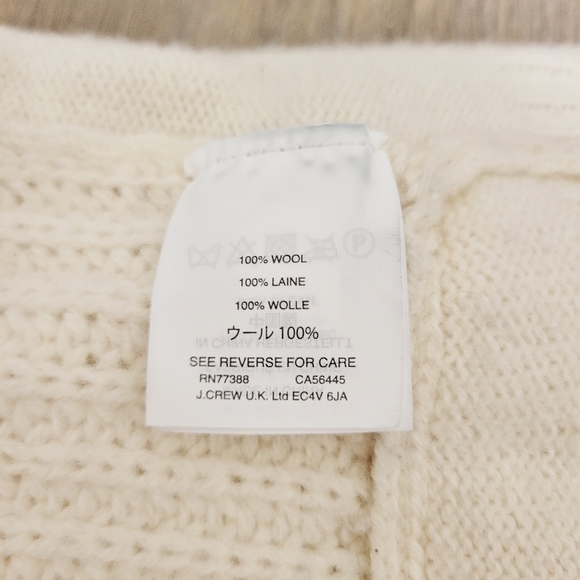 100% WOOL
100% LAINE
100% WOLLE
ウール 100%
SEE REVERSE FOR CARE
RN77388 CA56445
J.CREW U.K. Ltd EC4V 6JA